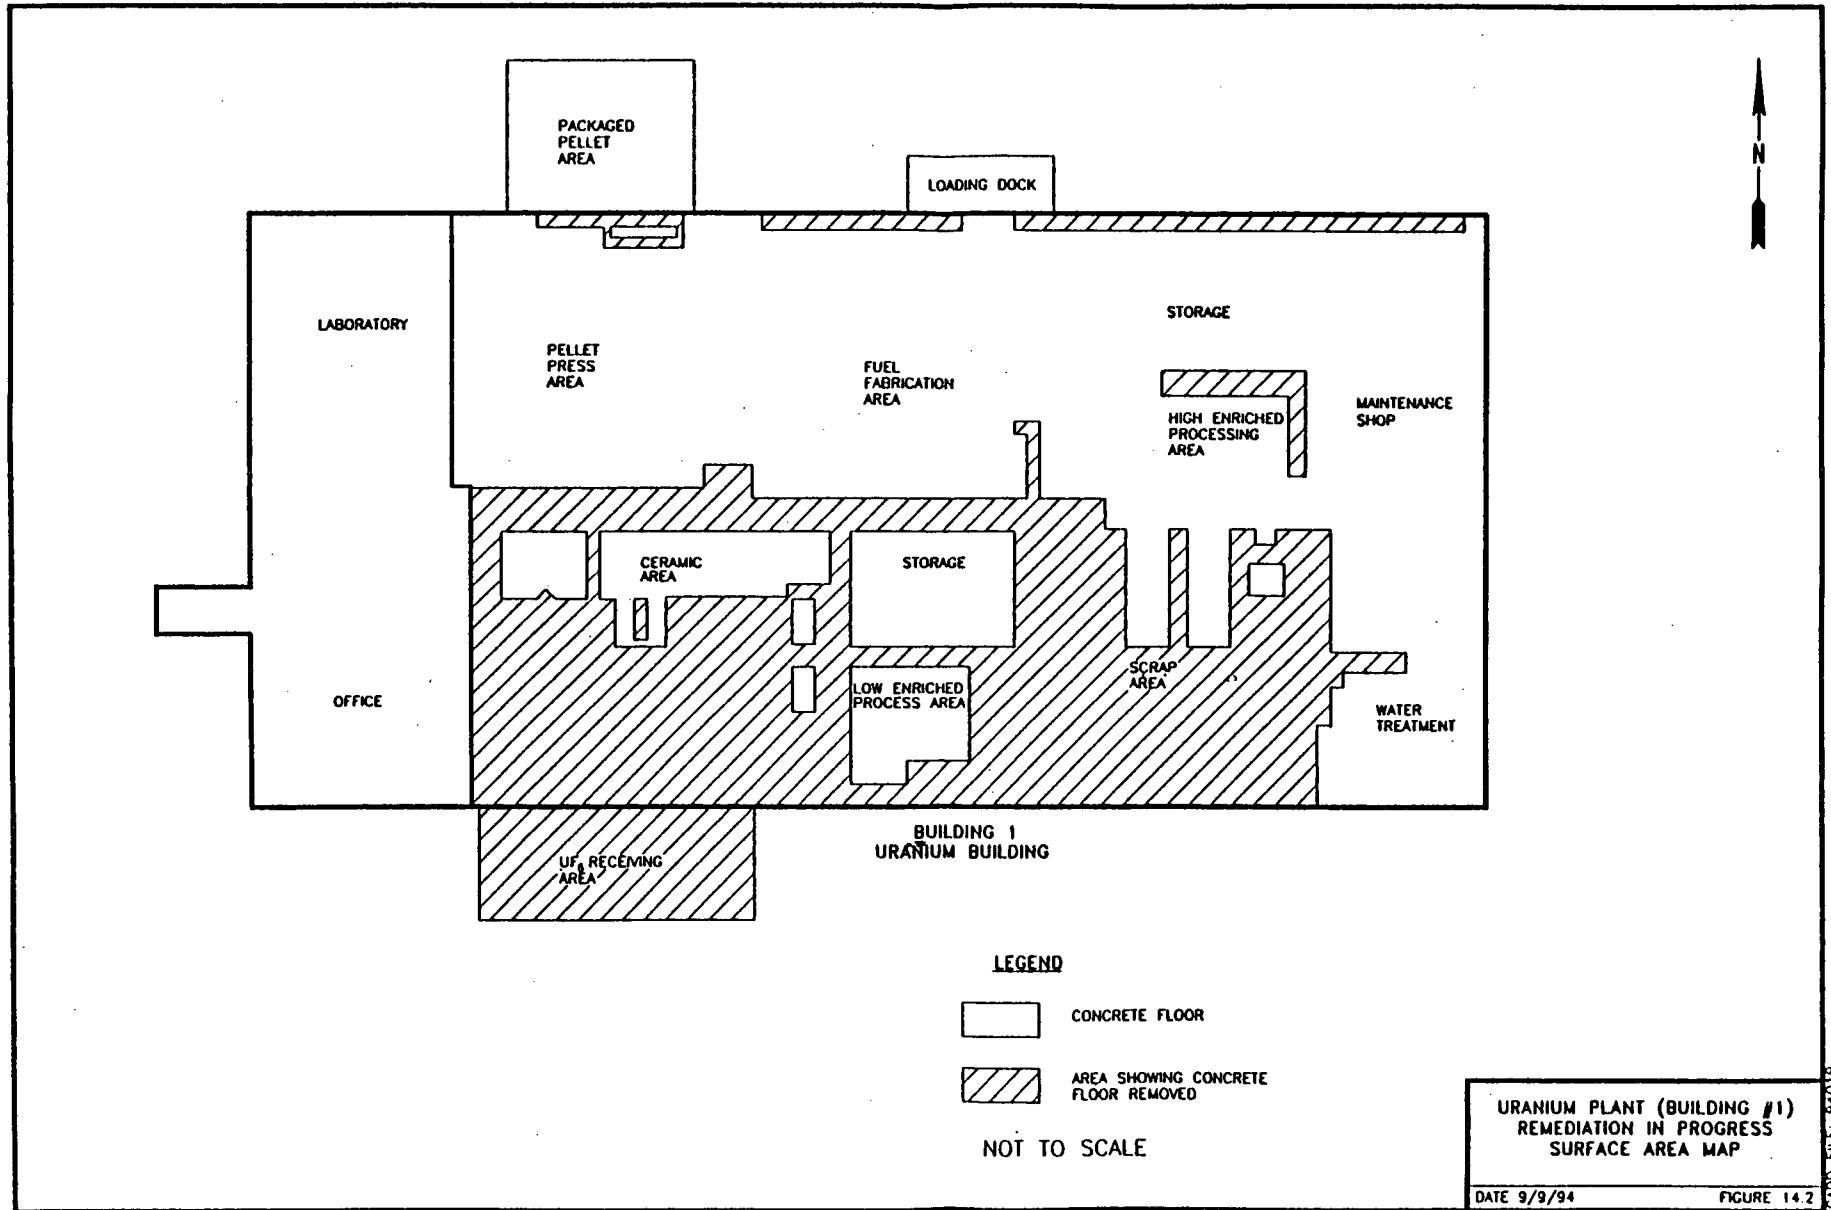 PACKAGED
PELLET
AREA
LOADING DOCK
N
LABORATORY
PELLET
PRESS
AREA
FUEL
FABRICATION
AREA
STORAGE
HIGH ENRICHED
PROCESSING
AREA
MAINTENANCE
SHOP
CERAMIC
AREA
STORAGE
OFFICE
LOW ENRICHED
PROCESS AREA
SCRAP
AREA
WATER
TREATMENT
UF6 RECEIVING
AREA
BUILDING 1
URANIUM BUILDING
LEGEND
CONCRETE FLOOR
AREA SHOWING CONCRETE
FLOOR REMOVED
NOT TO SCALE
URANIUM PLANT (BUILDING #1)
REMEDIATION IN PROGRESS
SURFACE AREA MAP
DATE 9/9/94
FIGURE 14.2